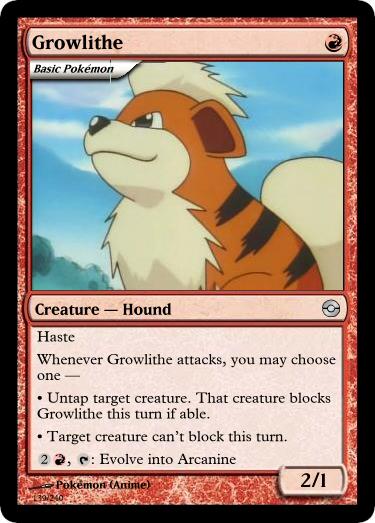 Growlithe
Basic Pokémon
Creature — Hound
Haste
Whenever Growlithe attacks, you may choose
one —
• Untap target creature. That creature blocks
Growlithe this turn if able.
• Target creature can't block this turn.
2 R, T: Evolve into Arcanine
2/1
Pokémon (Anime)
139/240